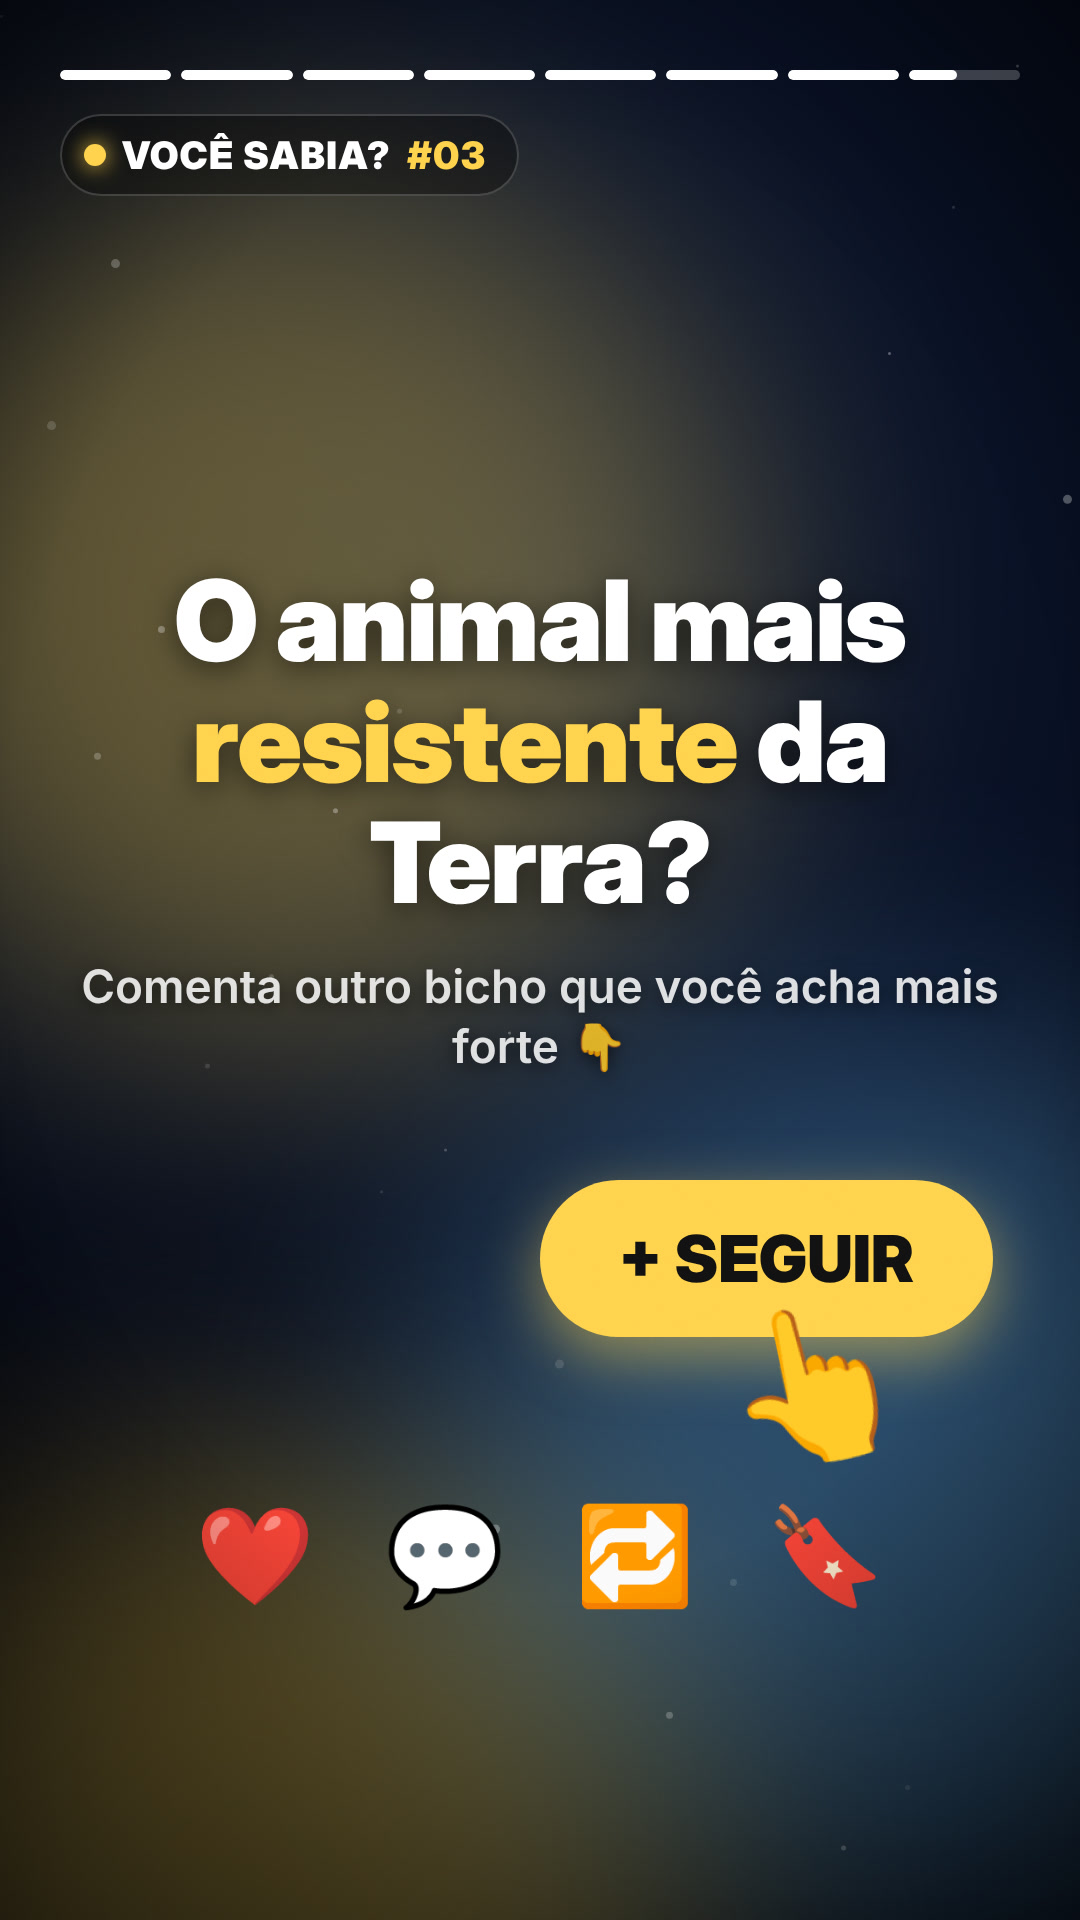 VOCÊ SABIA? #03
O animal mais
resistente da
Terra?
Comenta outro bicho que você acha mais
forte 👇
+ SEGUIR